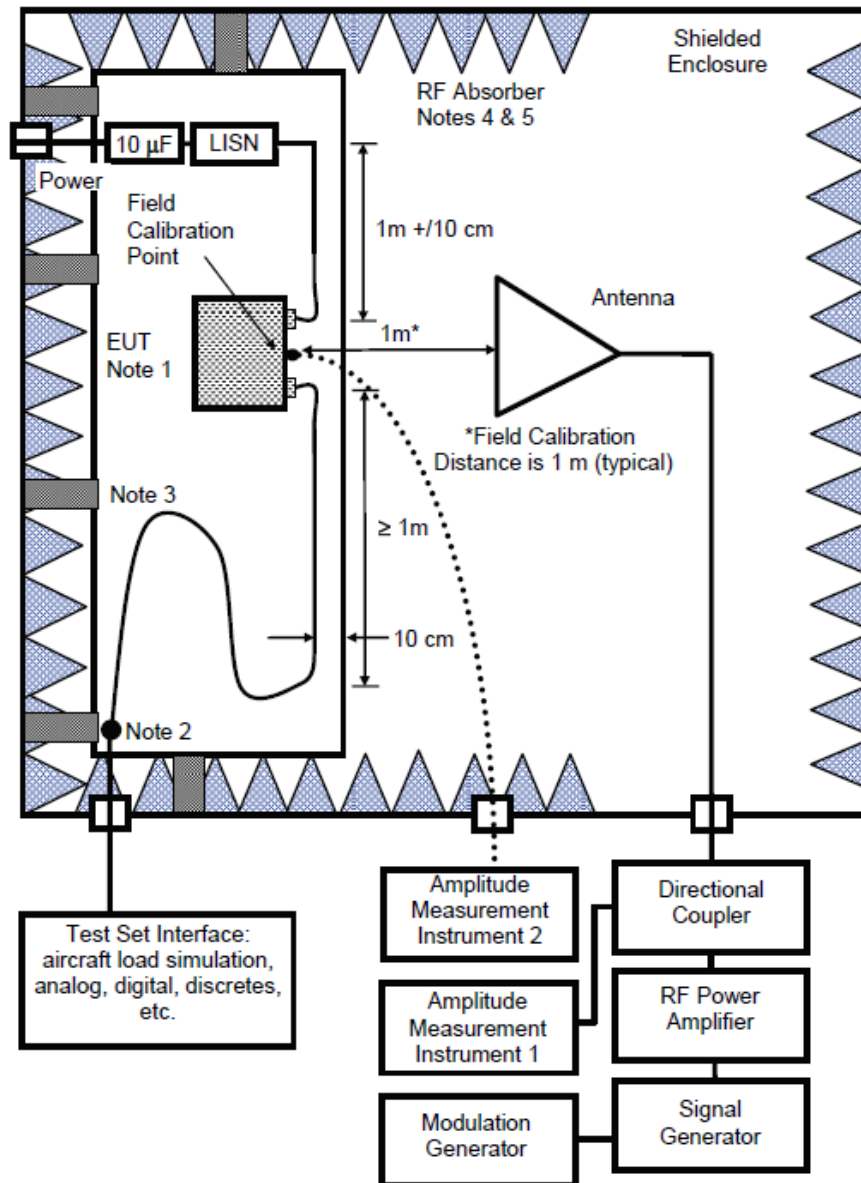 Shielded
Enclosure
RF Absorber
Notes 4 & 5
10 μF
LISN
Power
Field
Calibration
Point
1m +/10 cm
Antenna
EUT
Note 1
1m*
*Field Calibration
Distance is 1 m (typical)
Note 3
≥ 1m
10 cm
Note 2
Test Set Interface:
aircraft load simulation,
analog, digital, discretes,
etc.
Amplitude
Measurement
Instrument 2
Directional
Coupler
Amplitude
Measurement
Instrument 1
RF Power
Amplifier
Modulation
Generator
Signal
Generator